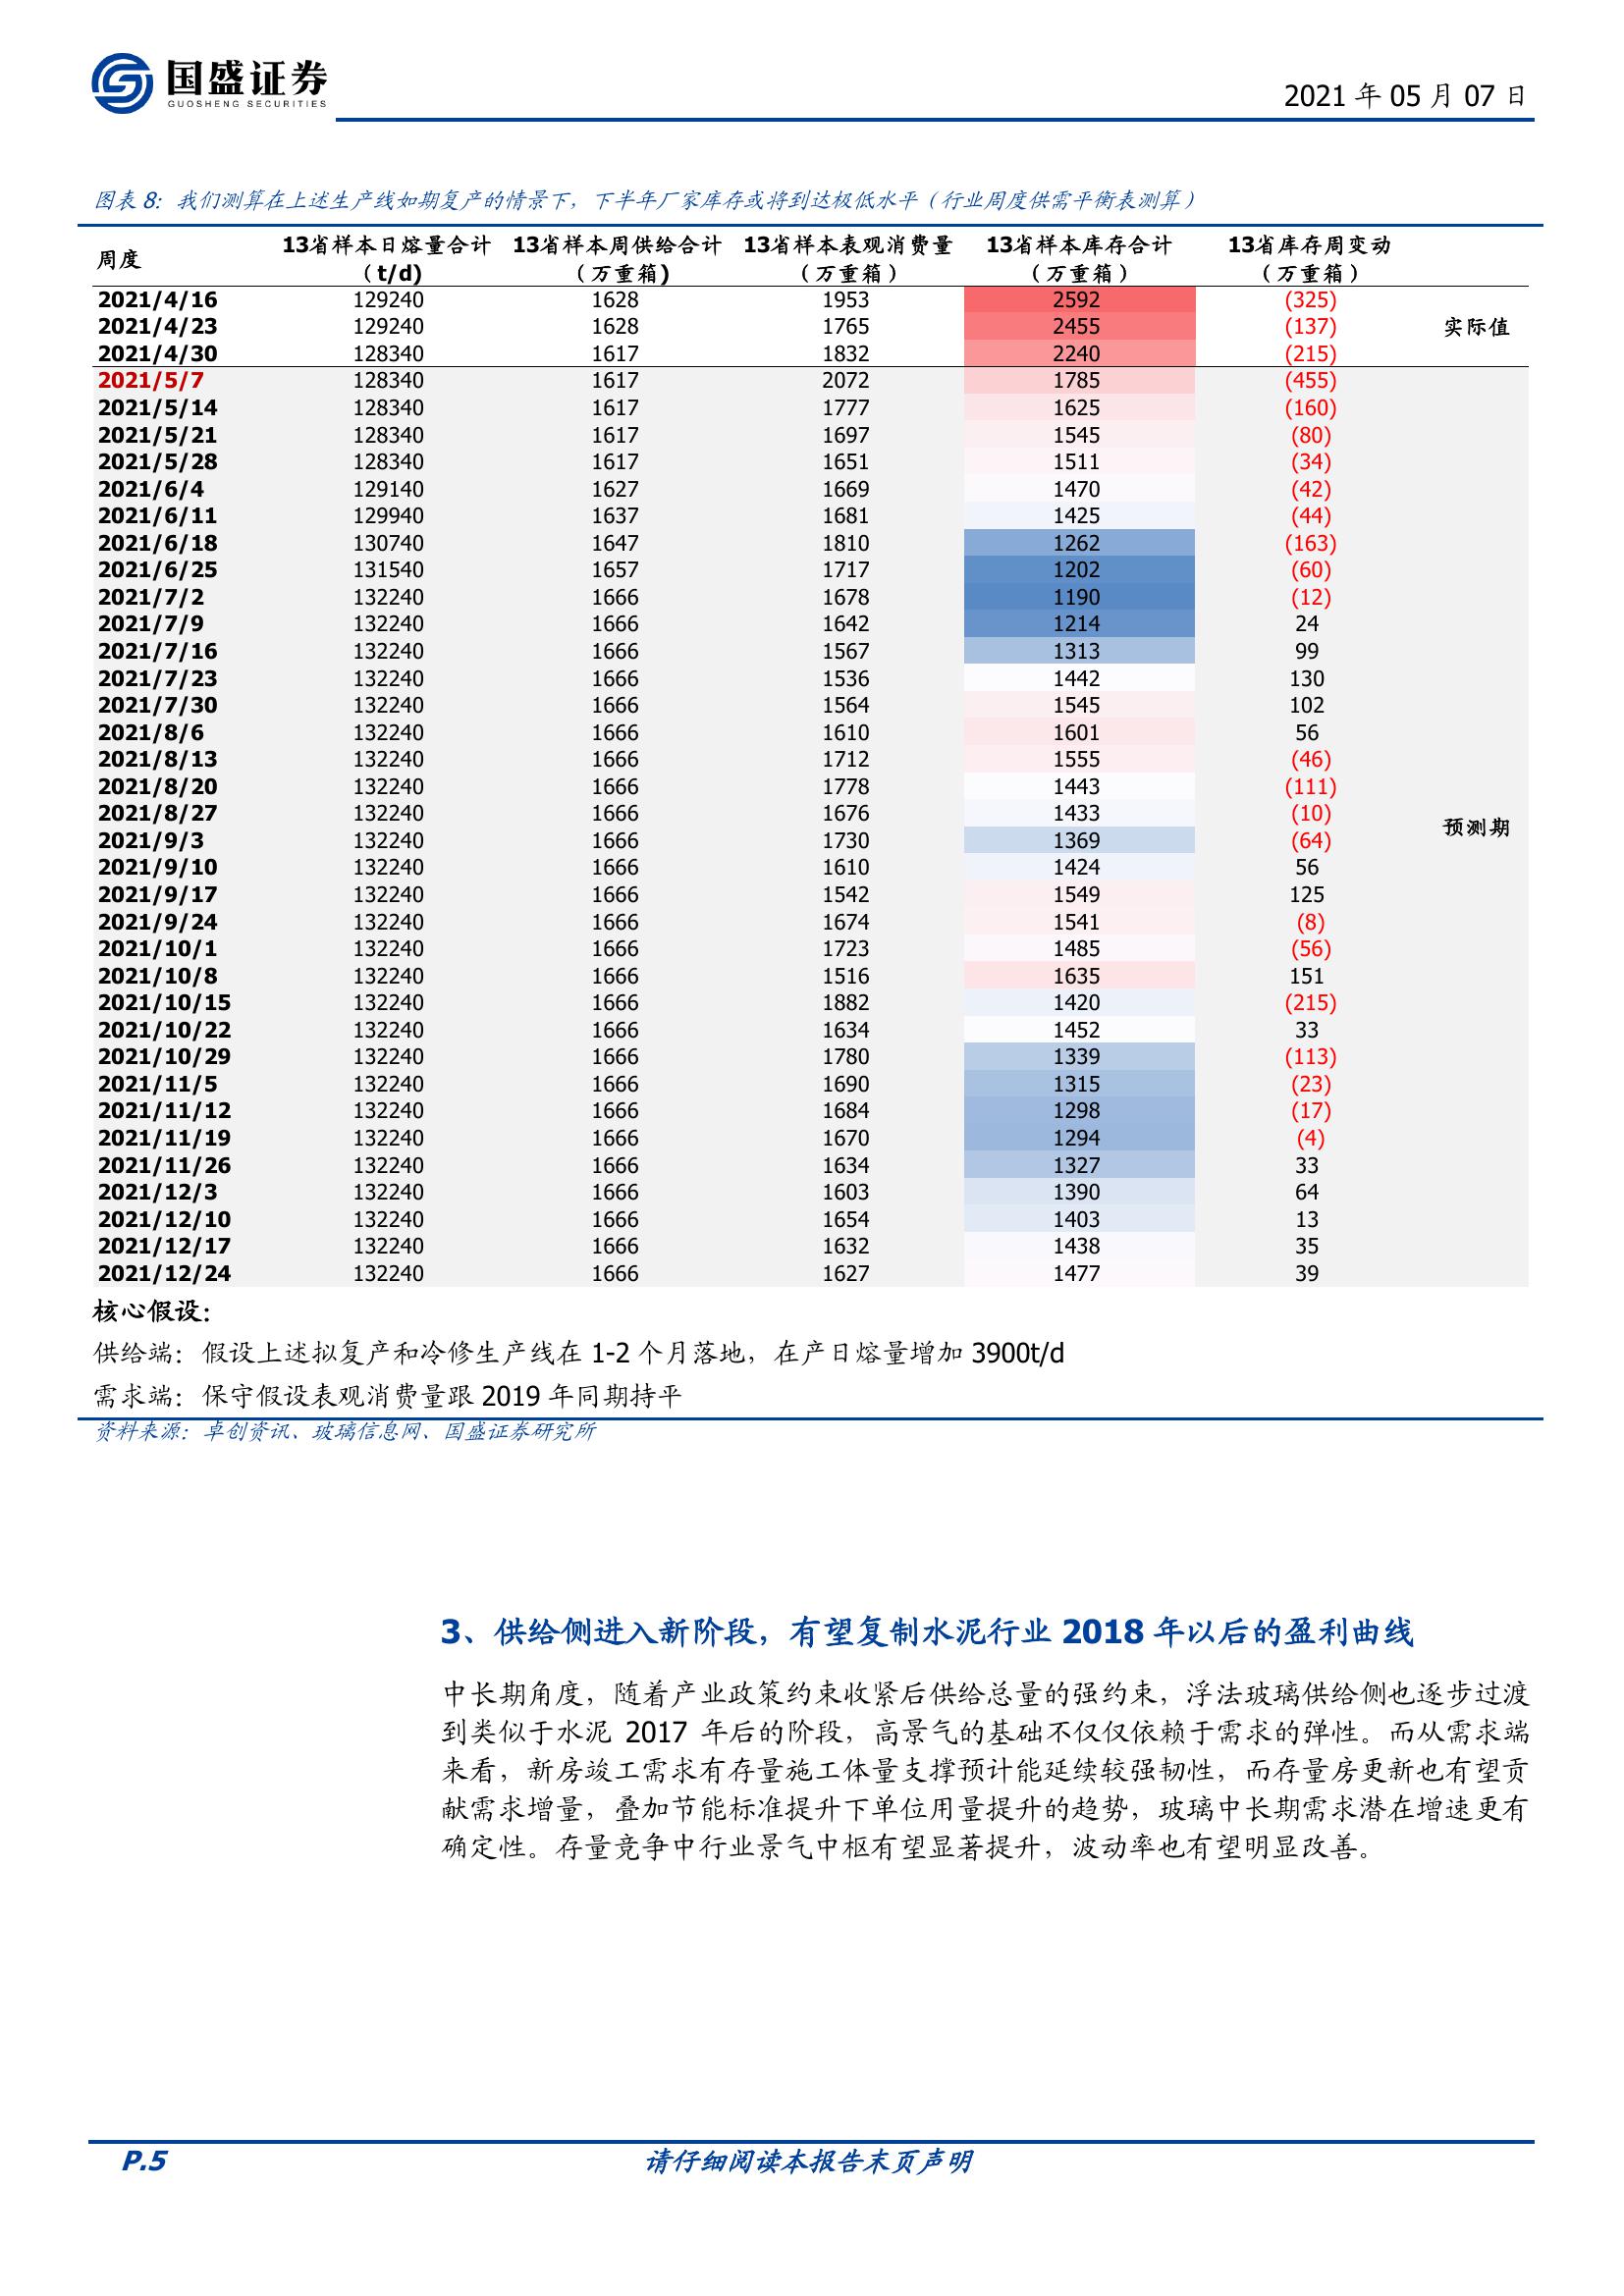 国盛证券
GUOSHENG SECURITIES
2021 年 05 月 07 日
图表 8：我们测算在上述生产线如期复产的情景下，下半年厂家库存或将到达极低水平（行业周度供需平衡表测算）
周度 13省样本日熔量合计（t/d) 13省样本周供给合计（万重箱) 13省样本表观消费量（万重箱） 13省样本库存合计（万重箱） 13省库存周变动（万重箱）
2021/4/16 129240 1628 1953 2592 (325)
2021/4/23 129240 1628 1765 2455 (137) 实际值
2021/4/30 128340 1617 1832 2240 (215)
2021/5/7 128340 1617 2072 1785 (455)
2021/5/14 128340 1617 1777 1625 (160)
2021/5/21 128340 1617 1697 1545 (80)
2021/5/28 128340 1617 1651 1511 (34)
2021/6/4 129140 1627 1669 1470 (42)
2021/6/11 129940 1637 1681 1425 (44)
2021/6/18 130740 1647 1810 1262 (163)
2021/6/25 131540 1657 1717 1202 (60)
2021/7/2 132240 1666 1678 1190 (12)
2021/7/9 132240 1666 1642 1214 24
2021/7/16 132240 1666 1567 1313 99
2021/7/23 132240 1666 1536 1442 130
2021/7/30 132240 1666 1564 1545 102
2021/8/6 132240 1666 1610 1601 56
2021/8/13 132240 1666 1712 1555 (46)
2021/8/20 132240 1666 1778 1443 (111)
2021/8/27 132240 1666 1676 1433 (10) 预测期
2021/9/3 132240 1666 1730 1369 (64)
2021/9/10 132240 1666 1610 1424 56
2021/9/17 132240 1666 1542 1549 125
2021/9/24 132240 1666 1674 1541 (8)
2021/10/1 132240 1666 1723 1485 (56)
2021/10/8 132240 1666 1516 1635 151
2021/10/15 132240 1666 1882 1420 (215)
2021/10/22 132240 1666 1634 1452 33
2021/10/29 132240 1666 1780 1339 (113)
2021/11/5 132240 1666 1690 1315 (23)
2021/11/12 132240 1666 1684 1298 (17)
2021/11/19 132240 1666 1670 1294 (4)
2021/11/26 132240 1666 1634 1327 33
2021/12/3 132240 1666 1603 1390 64
2021/12/10 132240 1666 1654 1403 13
2021/12/17 132240 1666 1632 1438 35
2021/12/24 132240 1666 1627 1477 39
核心假设：
供给端：假设上述拟复产和冷修生产线在 1-2 个月落地，在产日熔量增加 3900t/d
需求端：保守假设表观消费量跟 2019 年同期持平
资料来源：卓创资讯、玻璃信息网、国盛证券研究所
3、供给侧进入新阶段，有望复制水泥行业 2018 年以后的盈利曲线
中长期角度，随着产业政策约束收紧后供给总量的强约束，浮法玻璃供给侧也逐步过渡
到类似于水泥 2017 年后的阶段，高景气的基础不仅仅依赖于需求的弹性。而从需求端
来看，新房竣工需求有存量施工体量支撑预计能延续较强韧性，而存量房更新也有望贡
献需求增量，叠加节能标准提升下单位用量提升的趋势，玻璃中长期需求潜在增速更有
确定性。存量竞争中行业景气中枢有望显著提升，波动率也有望明显改善。
P.5
请仔细阅读本报告末页声明